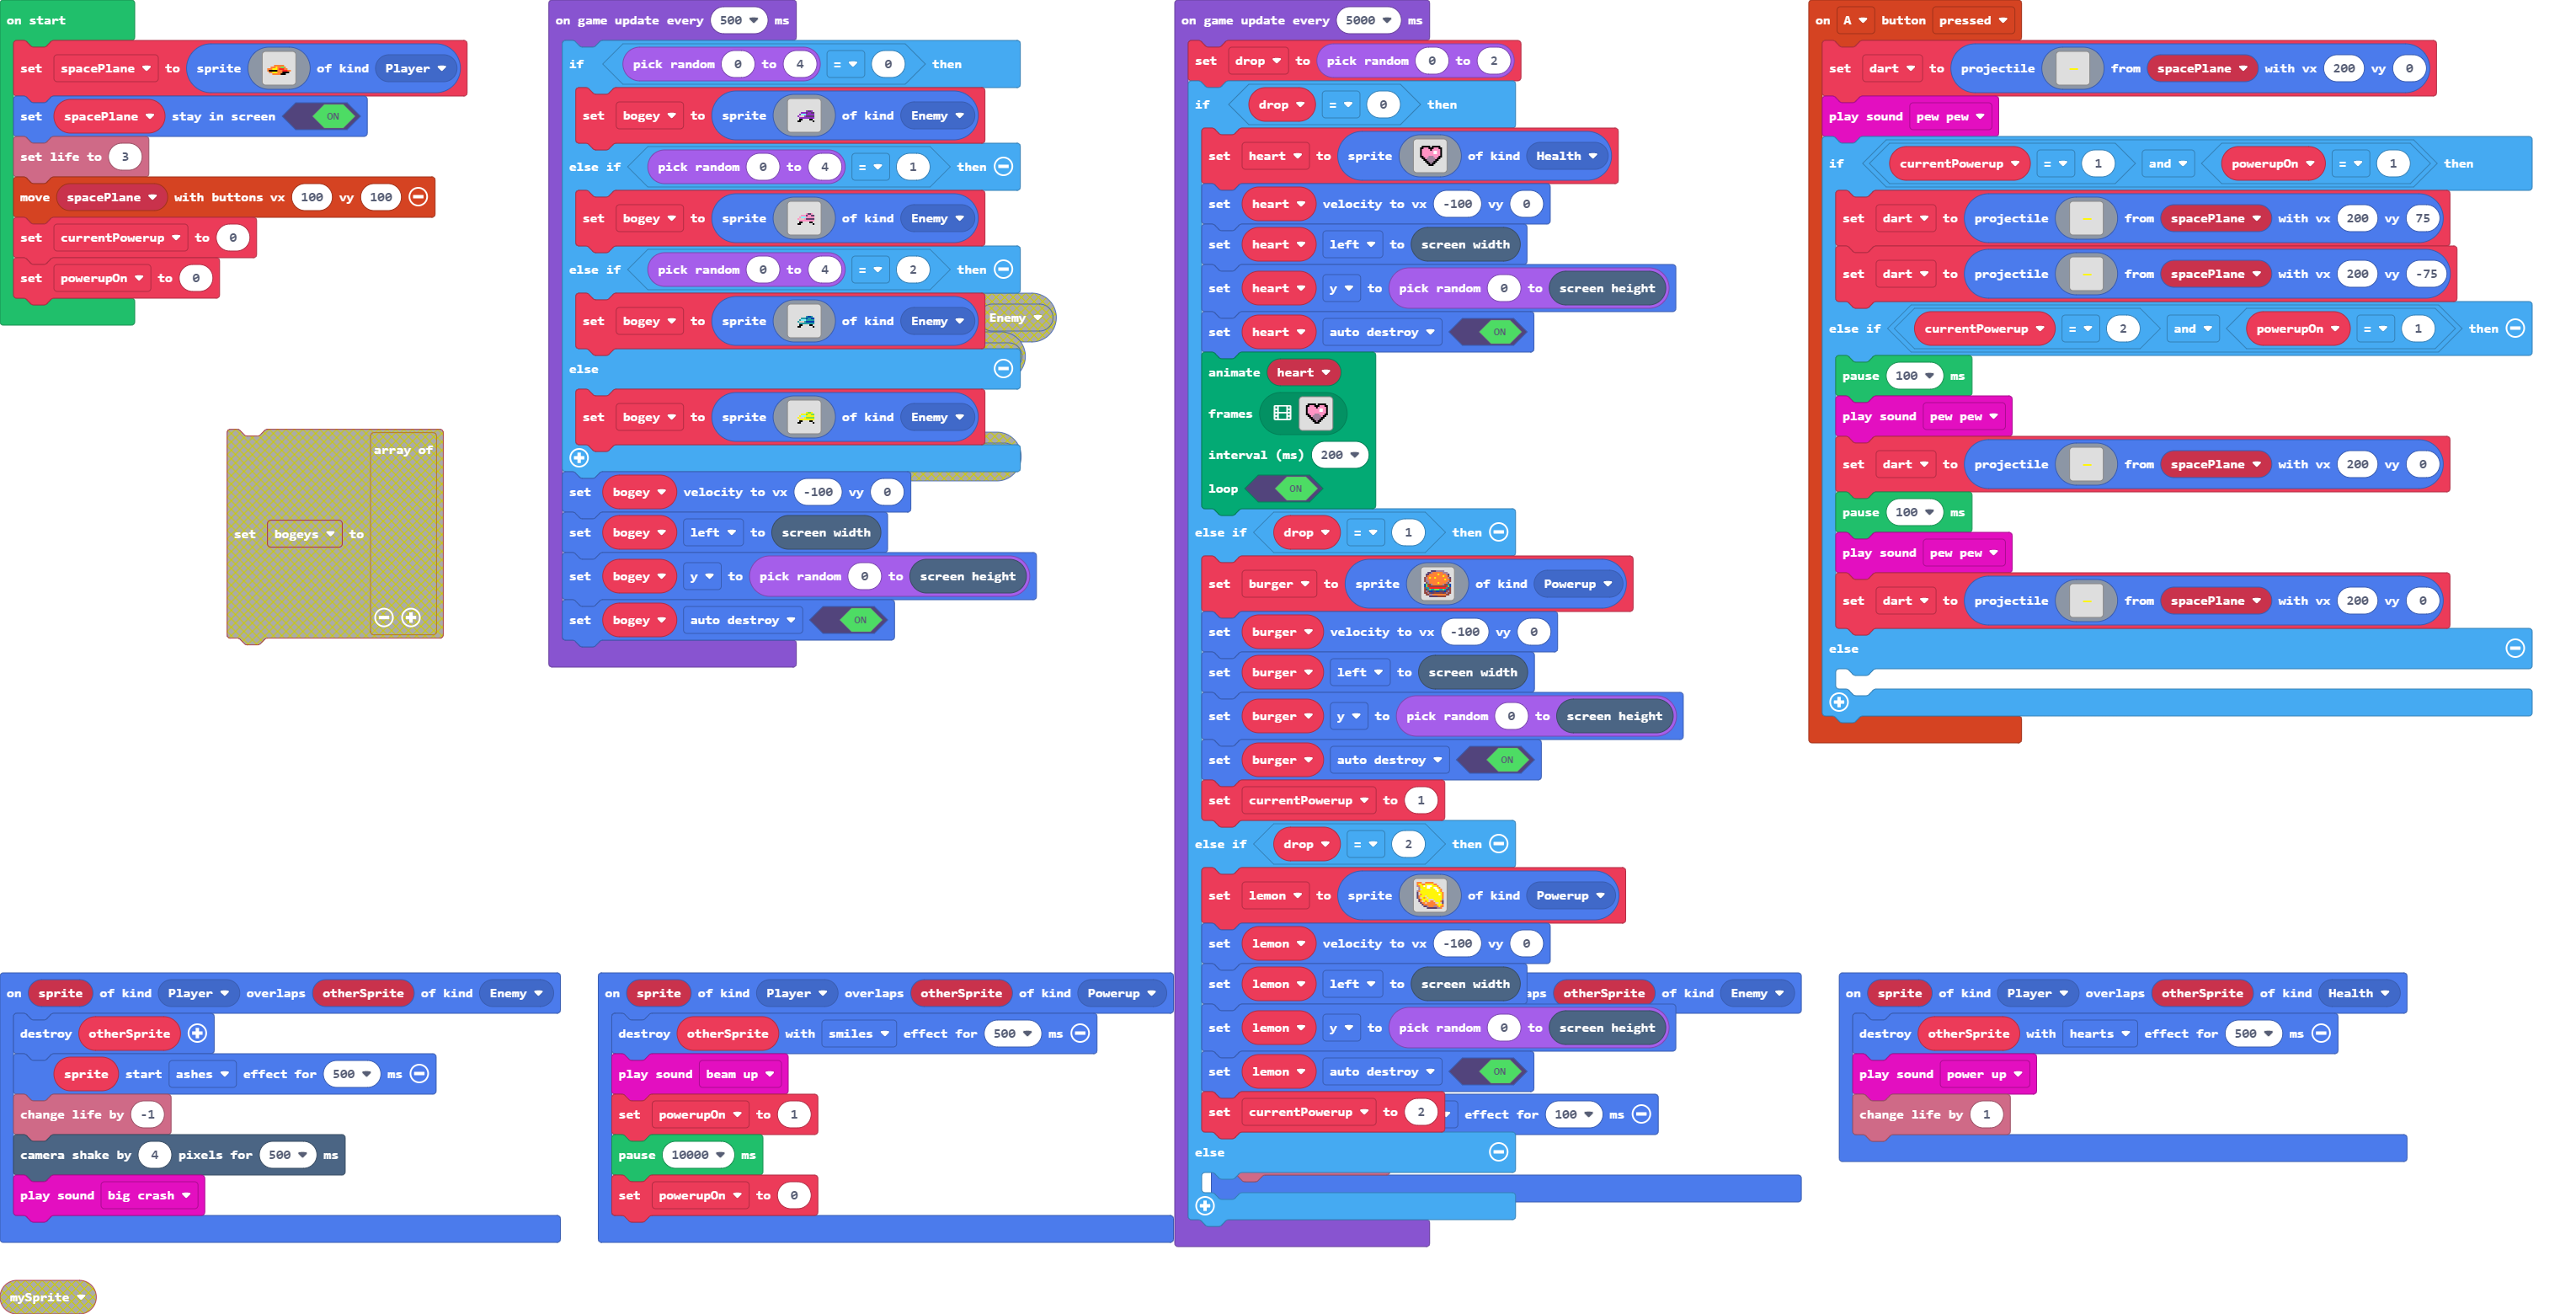 on start
set spacePlane to sprite of kind Player
set spacePlane stay in screen ON
set life to 3
move spacePlane with buttons vx 100 vy 100
set currentPowerup to 0
set powerupOn to 0
set bogeys to array of
on game update every 500 ms
if pick random 0 to 4 = 0 then
set bogey to sprite of kind Enemy
else if pick random 0 to 4 = 1 then
set bogey to sprite of kind Enemy
else if pick random 0 to 4 = 2 then
set bogey to sprite of kind Enemy
Enemy
else
set bogey to sprite of kind Enemy
set bogey velocity to vx -100 vy 0
set bogey left to screen width
set bogey y to pick random 0 to screen height
set bogey auto destroy ON
on game update every 5000 ms
set drop to pick random 0 to 2
if drop = 0 then
set heart to sprite of kind Health
set heart velocity to vx -100 vy 0
set heart left to screen width
set heart y to pick random 0 to screen height
set heart auto destroy ON
animate heart
frames
interval (ms) 200
loop ON
else if drop = 1 then
set burger to sprite of kind Powerup
set burger velocity to vx -100 vy 0
set burger left to screen width
set burger y to pick random 0 to screen height
set burger auto destroy ON
set currentPowerup to 1
else if drop = 2 then
set lemon to sprite of kind Powerup
set lemon velocity to vx -100 vy 0
set lemon left to screen width
set lemon y to pick random 0 to screen height
set lemon auto destroy ON
set currentPowerup to 2
else
on A button pressed
set dart to projectile from spacePlane with vx 200 vy 0
play sound pew pew
if currentPowerup = 1 and powerupOn = 1 then
set dart to projectile from spacePlane with vx 200 vy 75
set dart to projectile from spacePlane with vx 200 vy -75
else if currentPowerup = 2 and powerupOn = 1 then
pause 100 ms
play sound pew pew
set dart to projectile from spacePlane with vx 200 vy 0
pause 100 ms
play sound pew pew
set dart to projectile from spacePlane with vx 200 vy 0
else
on sprite of kind Player overlaps otherSprite of kind Enemy
destroy otherSprite
sprite start ashes effect for 500 ms
change life by -1
camera shake by 4 pixels for 500 ms
play sound big crash
on sprite of kind Player overlaps otherSprite of kind Powerup
destroy otherSprite with smiles effect for 500 ms
play sound beam up
set powerupOn to 1
pause 10000 ms
set powerupOn to 0
otherSprite of kind Enemy
effect for 100 ms
on sprite of kind Player overlaps otherSprite of kind Health
destroy otherSprite with hearts effect for 500 ms
play sound power up
change life by 1
mySprite